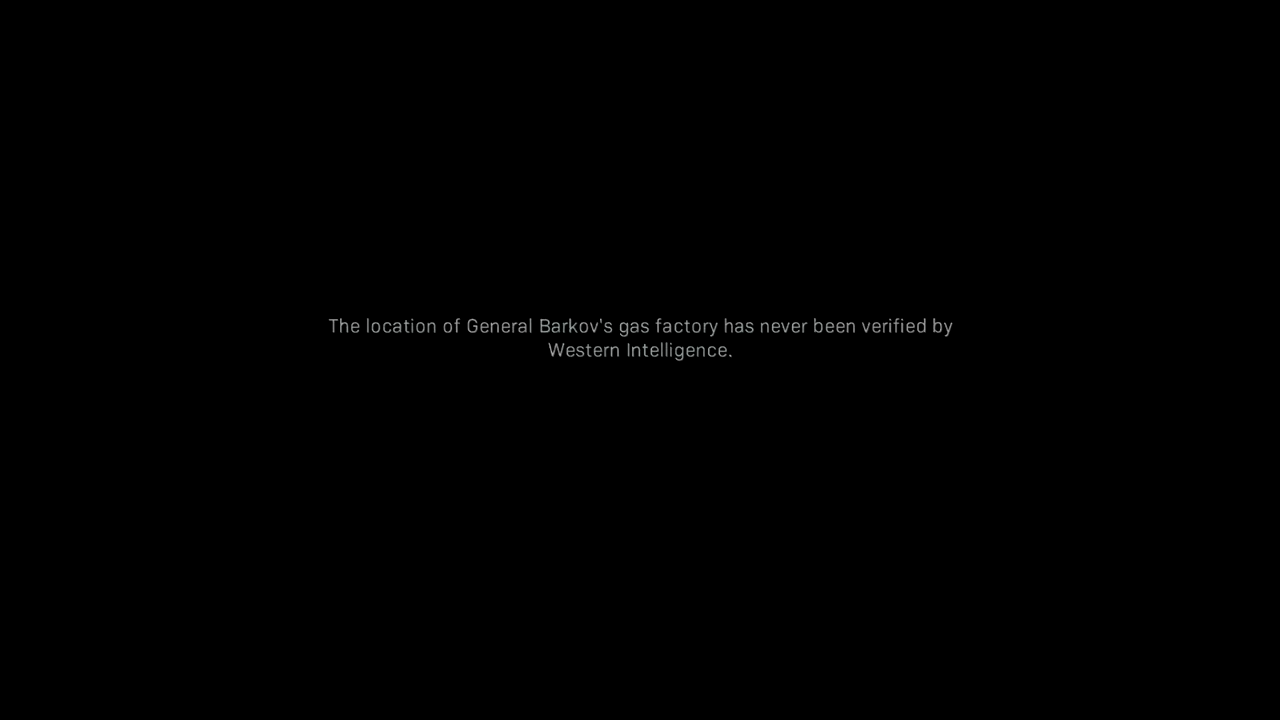 The location of General Barkov's gas factory has never been verified by
Western Intelligence.